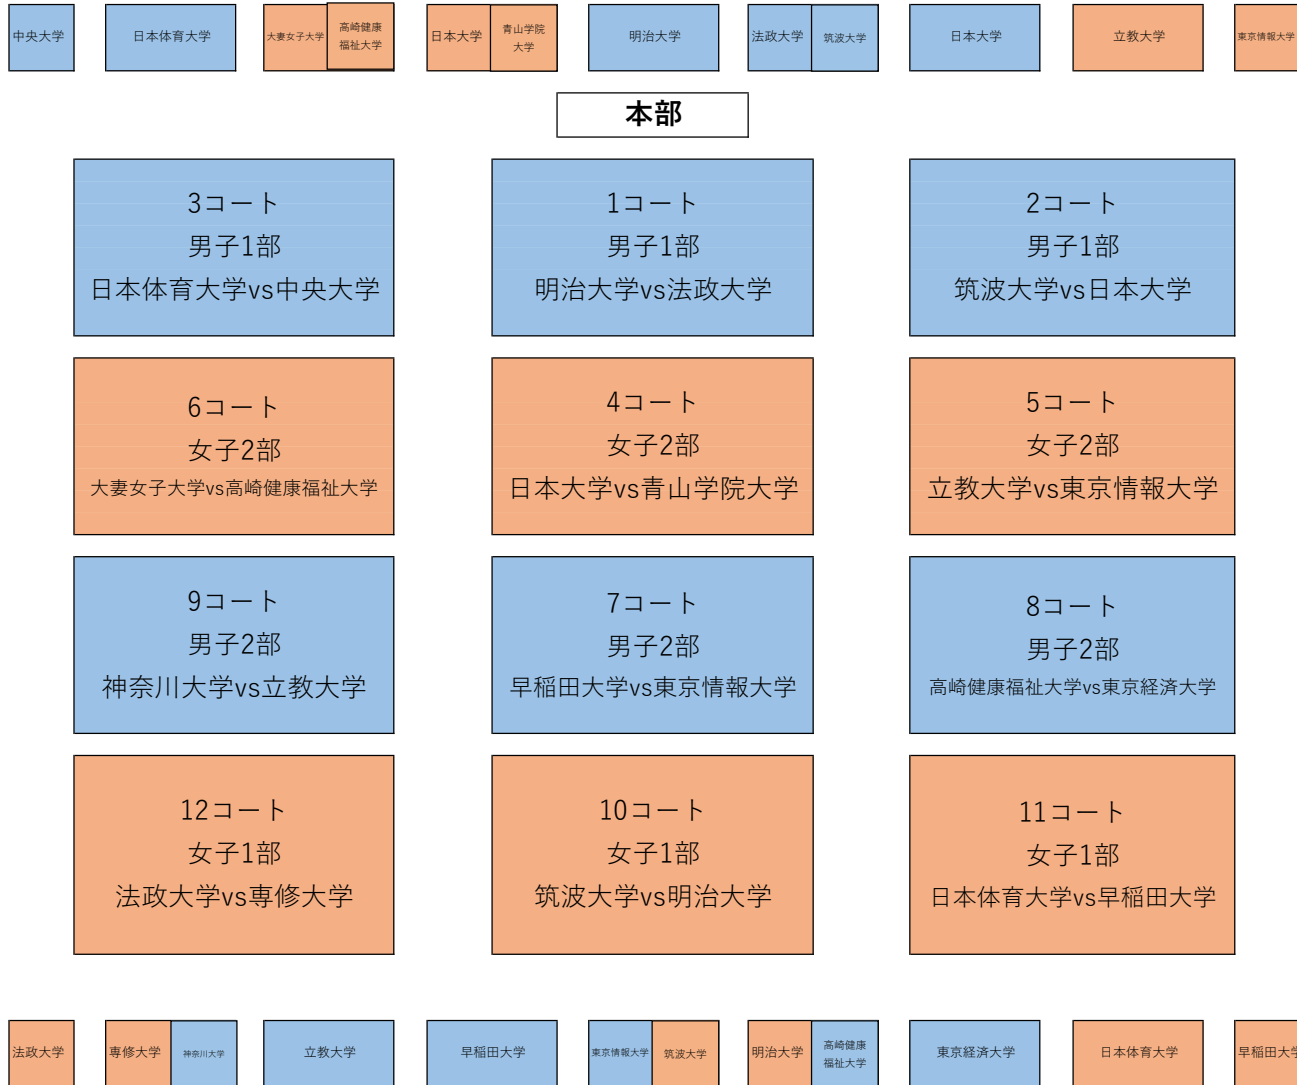 中央大学
日本体育大学
大妻女子大学
高崎健康
福祉大学
日本大学
青山学院
大学
明治大学
法政大学
筑波大学
日本大学
立教大学
東京情報大学
本部
3コート
男子1部
日本体育大学vs中央大学
1コート
男子1部
明治大学vs法政大学
2コート
男子1部
筑波大学vs日本大学
6コート
女子2部
大妻女子大学vs高崎健康福祉大学
4コート
女子2部
日本大学vs青山学院大学
5コート
女子2部
立教大学vs東京情報大学
9コート
男子2部
神奈川大学vs立教大学
7コート
男子2部
早稲田大学vs東京情報大学
8コート
男子2部
高崎健康福祉大学vs東京経済大学
12コート
女子1部
法政大学vs専修大学
10コート
女子1部
筑波大学vs明治大学
11コート
女子1部
日本体育大学vs早稲田大学
法政大学
専修大学
神奈川大学
立教大学
早稲田大学
東京情報大学
筑波大学
明治大学
高崎健康
福祉大学
東京経済大学
日本体育大学
早稲田大学